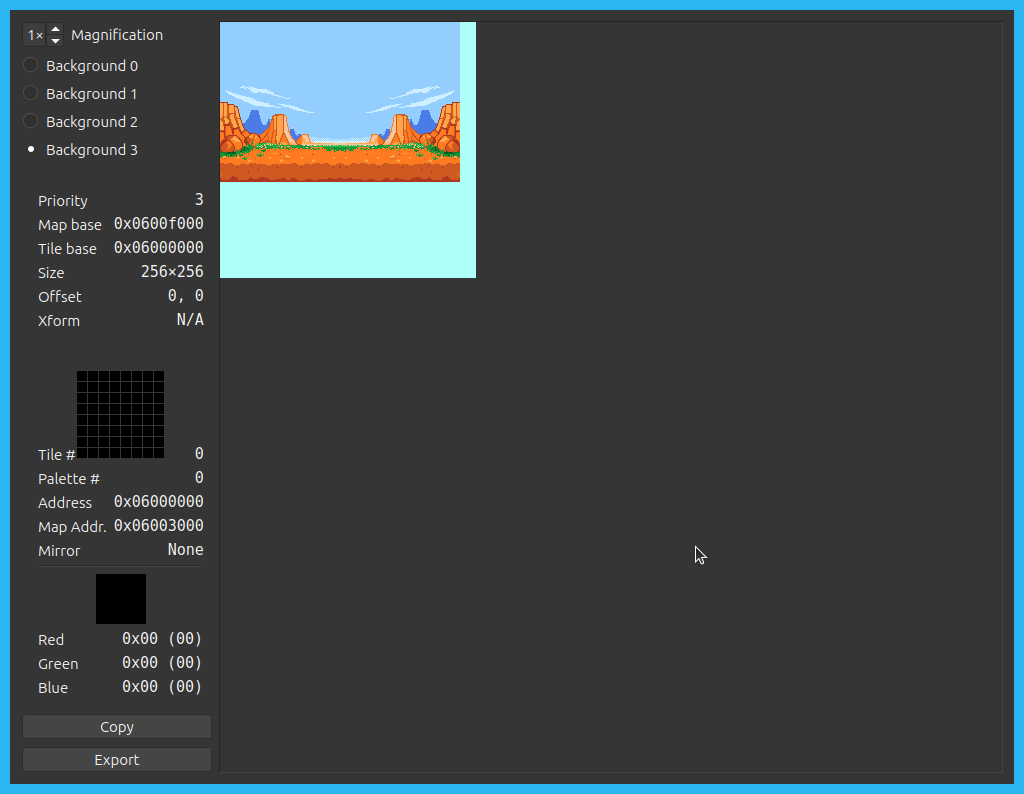 1× Magnification
Background 0
Background 1
Background 2
Background 3
Priority 3
Map base 0x0600f000
Tile base 0x06000000
Size 256×256
Offset 0, 0
Xform N/A
Tile # 0
Palette # 0
Address 0x06000000
Map Addr. 0x06003000
Mirror None
Red 0x00 (00)
Green 0x00 (00)
Blue 0x00 (00)
Copy
Export